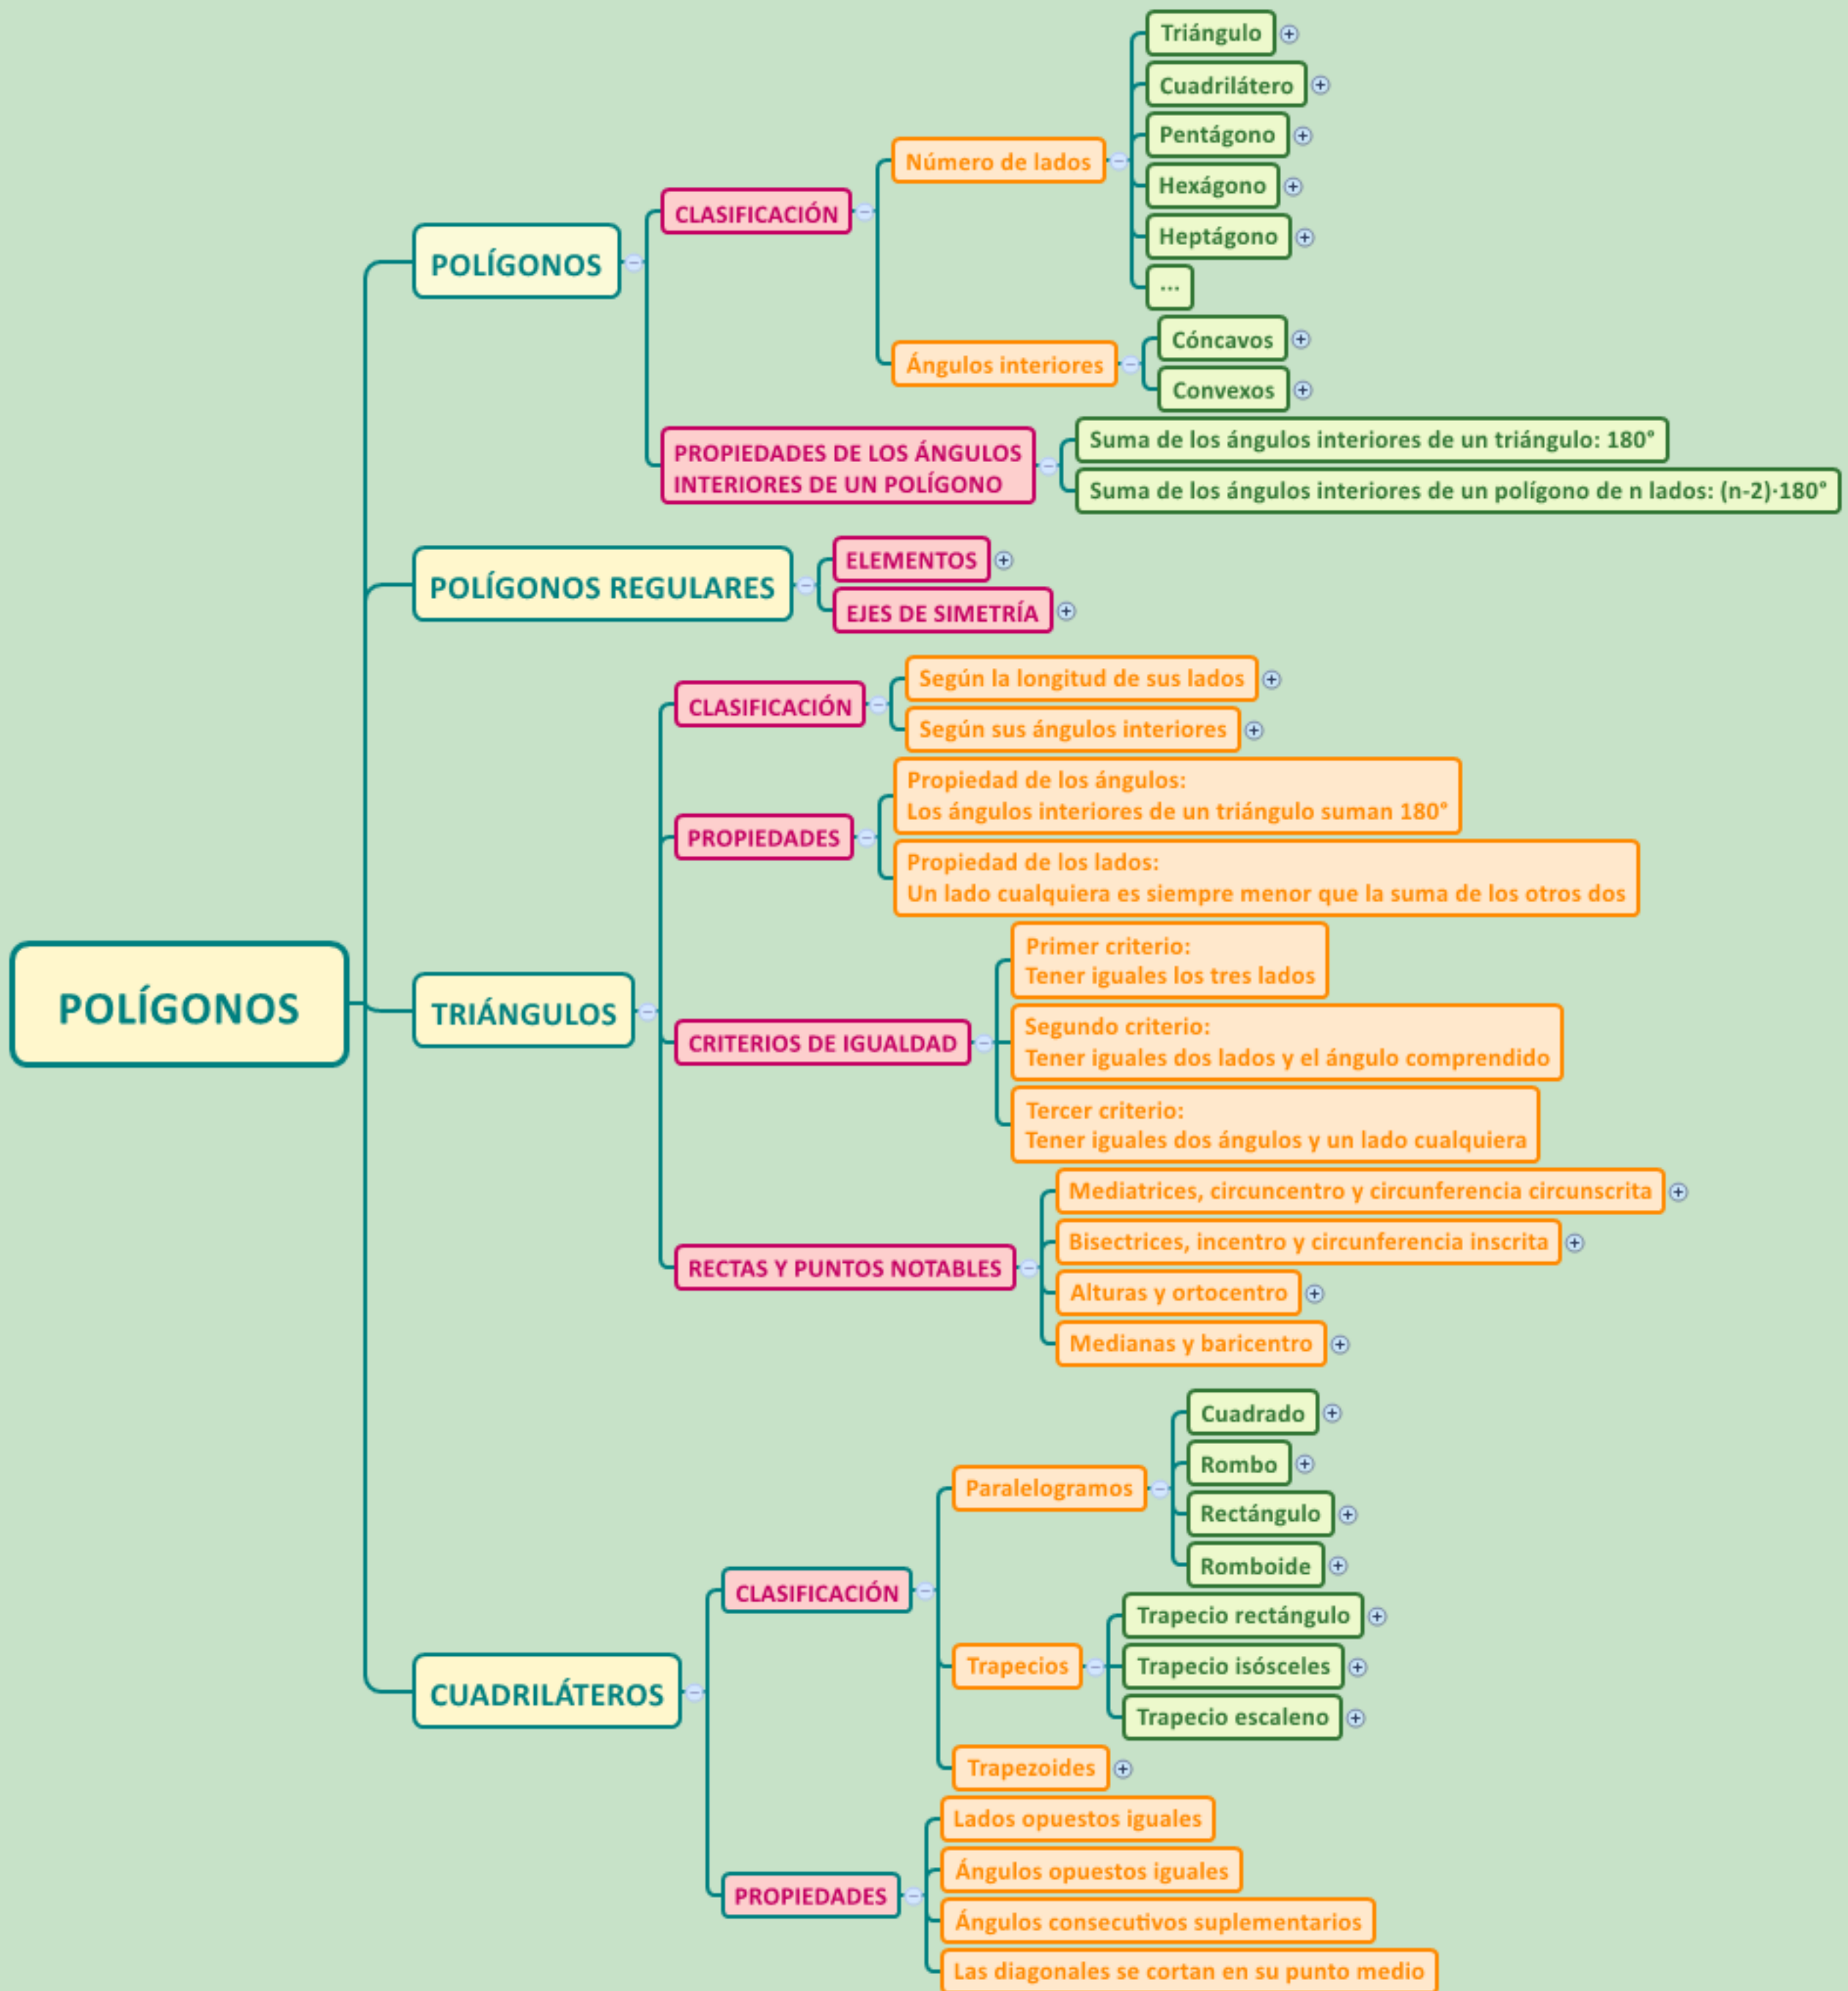 POLÍGONOS
POLÍGONOS
CLASIFICACIÓN
Número de lados
Triángulo
Cuadrilátero
Pentágono
Hexágono
Heptágono
...
Ángulos interiores
Cóncavos
Convexos
PROPIEDADES DE LOS ÁNGULOS
INTERIORES DE UN POLÍGONO
Suma de los ángulos interiores de un triángulo: 180°
Suma de los ángulos interiores de un polígono de n lados: (n-2)·180°
POLÍGONOS REGULARES
ELEMENTOS
EJES DE SIMETRÍA
TRIÁNGULOS
CLASIFICACIÓN
Según la longitud de sus lados
Según sus ángulos interiores
PROPIEDADES
Propiedad de los ángulos:
Los ángulos interiores de un triángulo suman 180°
Propiedad de los lados:
Un lado cualquiera es siempre menor que la suma de los otros dos
CRITERIOS DE IGUALDAD
Primer criterio:
Tener iguales los tres lados
Segundo criterio:
Tener iguales dos lados y el ángulo comprendido
Tercer criterio:
Tener iguales dos ángulos y un lado cualquiera
RECTAS Y PUNTOS NOTABLES
Mediatrices, circuncentro y circunferencia circunscrita
Bisectrices, incentro y circunferencia inscrita
Alturas y ortocentro
Medianas y baricentro
CUADRILÁTEROS
CLASIFICACIÓN
Paralelogramos
Cuadrado
Rombo
Rectángulo
Romboide
Trapecios
Trapecio rectángulo
Trapecio isósceles
Trapecio escaleno
Trapezoides
PROPIEDADES
Lados opuestos iguales
Ángulos opuestos iguales
Ángulos consecutivos suplementarios
Las diagonales se cortan en su punto medio